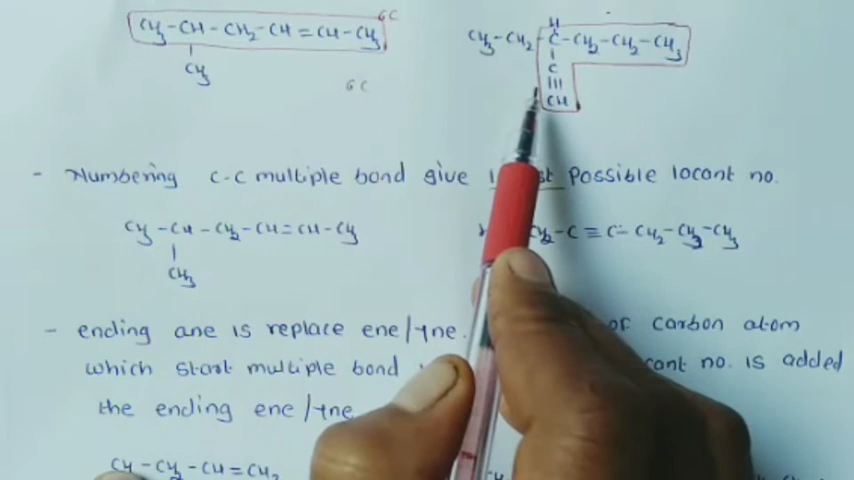 CH3-CH-CH2-CH=CH-CH3 6C
CH3
6C
H
CH3-CH2-C-CH2-CH2-CH3
C
|||
CH
- Numbering C-C multiple bond give possible locant no.
CH3-CH-CH2-CH=CH-CH3
CH3
CH2-C≡C-CH2-CH2-CH3
- ending ane is replace ene/yne. of carbon atom
which start multiple bond no. is added
the ending ene/yne
CH-CH2-CH=CH2